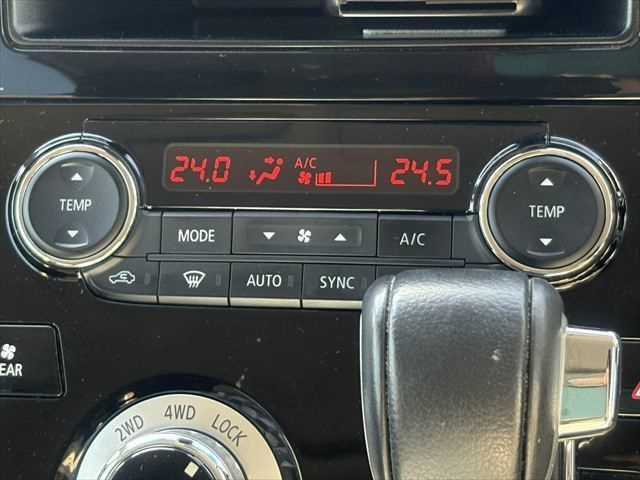 24.0 A/C 24.5
TEMP
TEMP
MODE A/C
AUTO SYNC
EAR
2WD 4WD LOCK